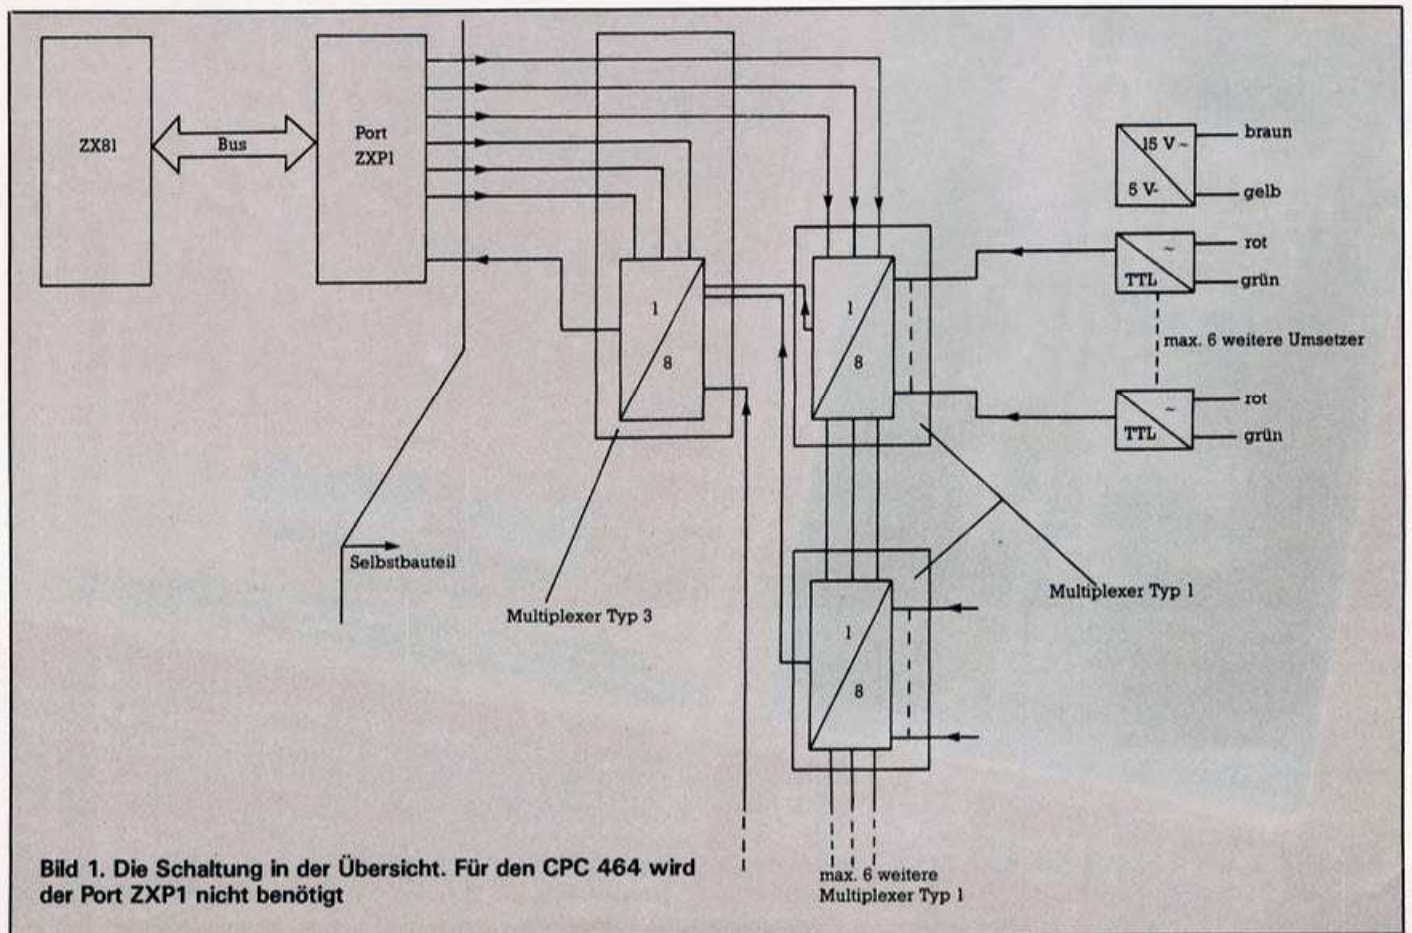 ZX81
Bus
Port
ZXP1
15 V ~
5 V-
braun
gelb
~
TTL
rot
grün
max. 6 weitere Umsetzer
~
TTL
rot
grün
1
8
1
8
Selbstbauteil
Multiplexer Typ 3
Multiplexer Typ 1
1
8
max. 6 weitere
Multiplexer Typ 1
Bild 1. Die Schaltung in der Übersicht. Für den CPC 464 wird
der Port ZXP1 nicht benötigt